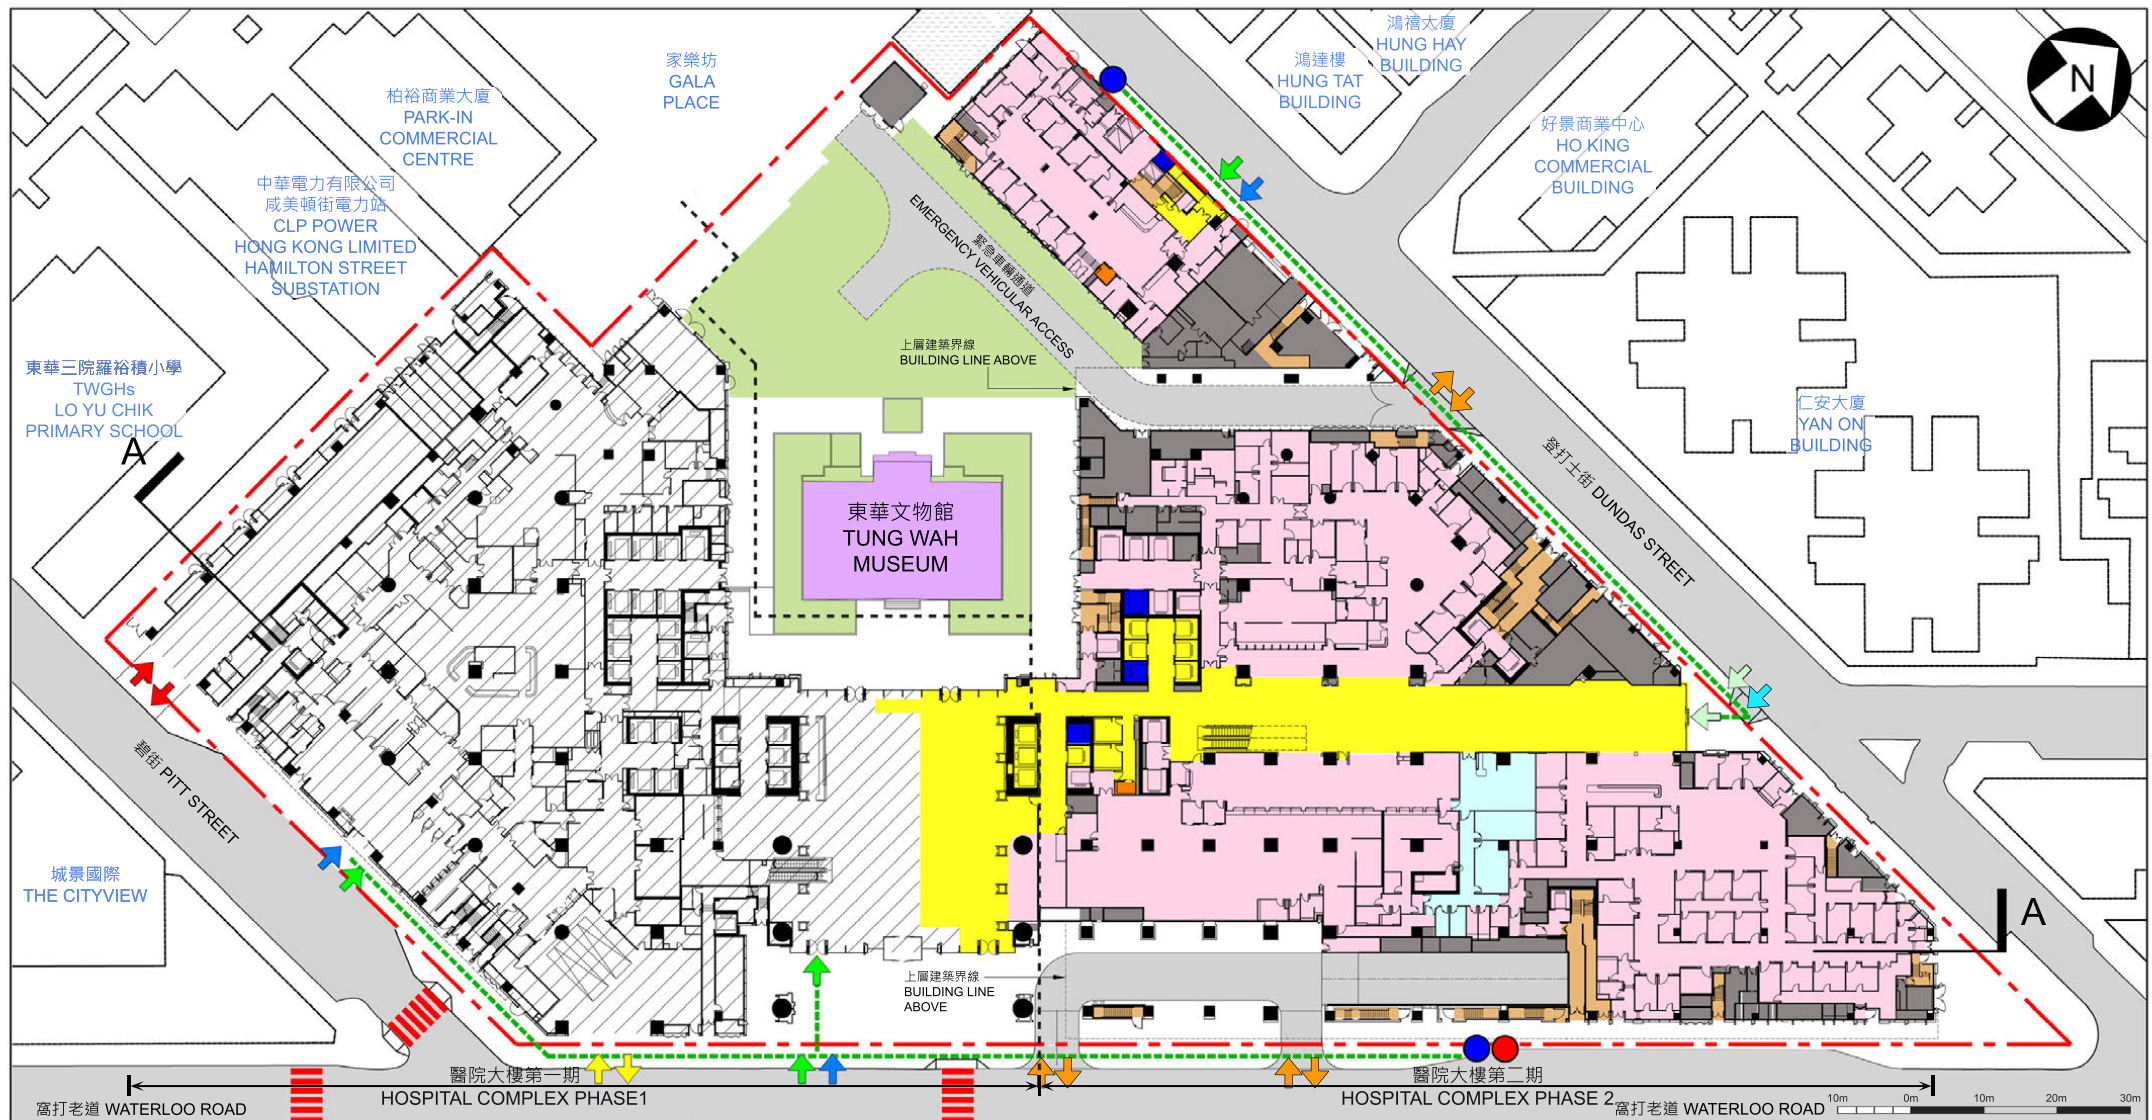 家樂坊
GALA
PLACE
鴻禧大廈
HUNG HAY
BUILDING
鴻達樓
HUNG TAT
BUILDING
N
柏裕商業大廈
PARK-IN
COMMERCIAL
CENTRE
好景商業中心
HO KING
COMMERCIAL
BUILDING
中華電力有限公司
咸美頓街電力站
CLP POWER
HONG KONG LIMITED
HAMILTON STREET
SUBSTATION
緊急車輛通道
EMERGENCY VEHICULAR ACCESS
上層建築界線
BUILDING LINE ABOVE
東華三院羅裕積小學
TWGHs
LO YU CHIK
PRIMARY SCHOOL
A
仁安大廈
YAN ON
BUILDING
登打士街 DUNDAS STREET
東華文物館
TUNG WAH
MUSEUM
碧街 PITT STREET
城景國際
THE CITYVIEW
A
上層建築界線
BUILDING LINE
ABOVE
醫院大樓第一期
HOSPITAL COMPLEX PHASE1
醫院大樓第二期
HOSPITAL COMPLEX PHASE 2
窩打老道 WATERLOO ROAD
窩打老道 WATERLOO ROAD
10m 0m 10m 20m 30m